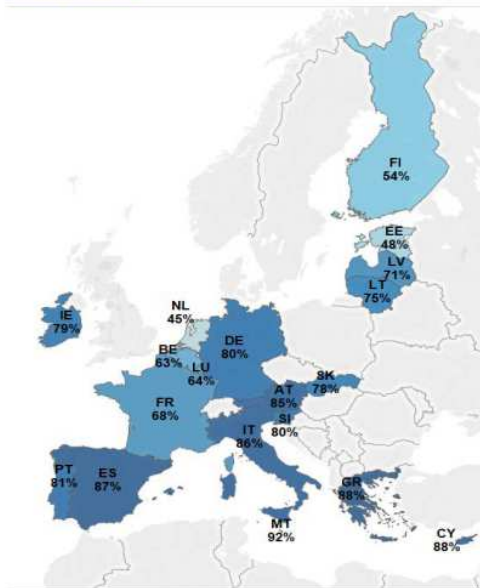 FI
54%
EE
48%
LV
71%
LT
75%
IE
79%
NL
45%
DE
80%
BE
63%
LU
64%
SK
78%
AT
85%
FR
68%
SI
80%
IT
86%
PT
81%
ES
87%
GR
88%
MT
92%
CY
88%